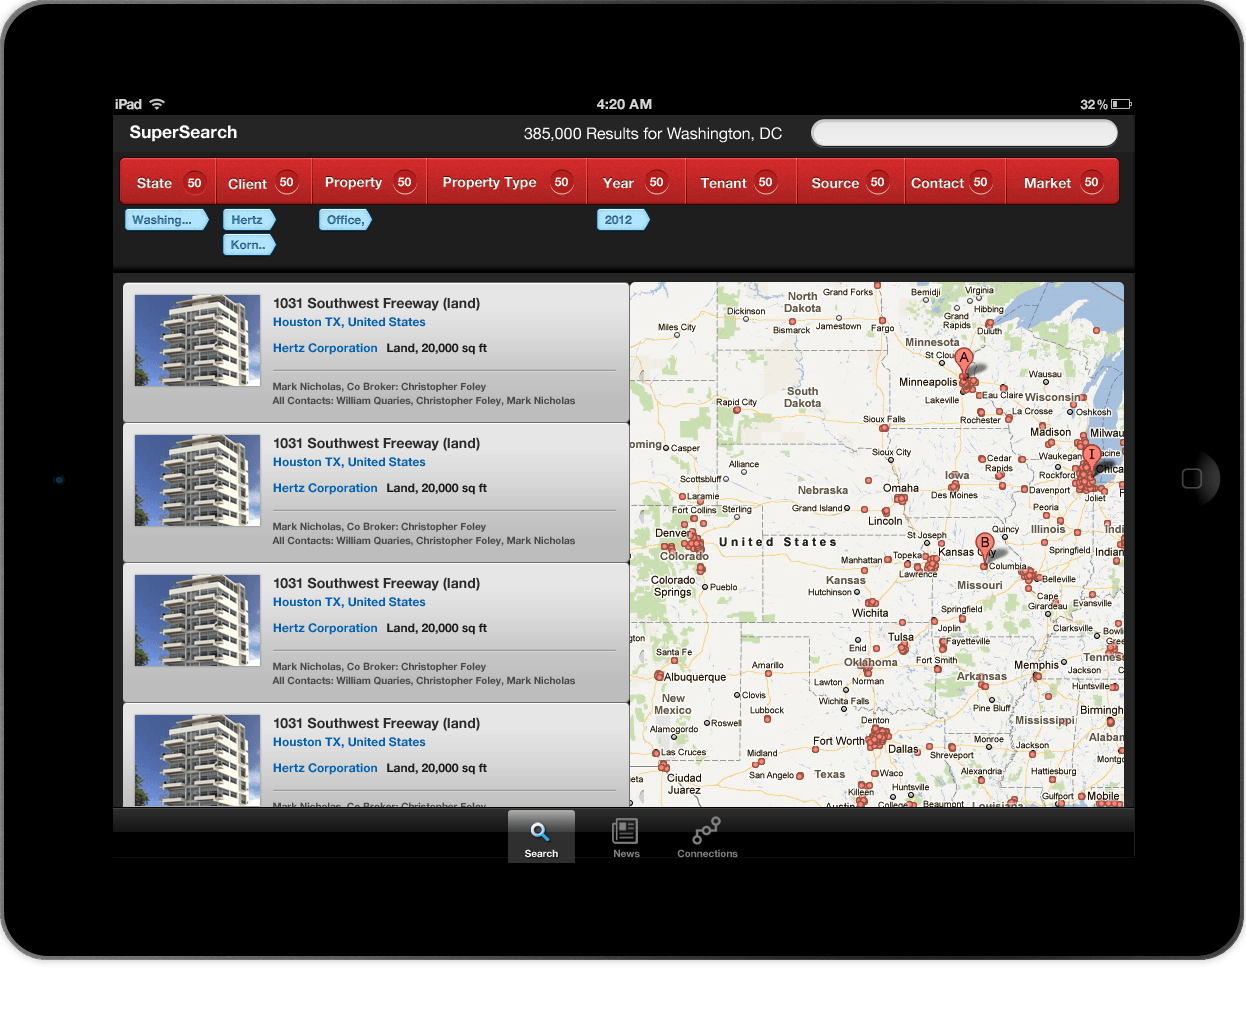 iPad
4:20 AM
32%
SuperSearch
385,000 Results for Washington, DC
State 50
Client 50
Property 50
Property Type 50
Year 50
Tenant 50
Source 50
Contact 50
Market 50
Washing...
Hertz
Office,
2012
Korn..
1031 Southwest Freeway (land)
Houston TX, United States
Hertz Corporation Land, 20,000 sq ft
Mark Nicholas, Co Broker: Christopher Foley
All Contacts: William Quaries, Christopher Foley, Mark Nicholas
1031 Southwest Freeway (land)
Houston TX, United States
Hertz Corporation Land, 20,000 sq ft
Mark Nicholas, Co Broker: Christopher Foley
All Contacts: William Quaries, Christopher Foley, Mark Nicholas
1031 Southwest Freeway (land)
Houston TX, United States
Hertz Corporation Land, 20,000 sq ft
Mark Nicholas, Co Broker: Christopher Foley
All Contacts: William Quaries, Christopher Foley, Mark Nicholas
1031 Southwest Freeway (land)
Houston TX, United States
Hertz Corporation Land, 20,000 sq ft
Mark Nicholas, Co Broker: Christopher Foley
North
Dakota
Grand Forks
Bemidji
Virginia
Hibbing
Dickinson
Bismarck
Jamestown
Fargo
Grand
Rapids
Duluth
Miles City
Minnesota
St Clou
A
Minneapolis
Wausau
Eau Claire
Wisconsin
South
Dakota
Lakeville
Rapid City
La Crosse
Oshkosh
Sioux Falls
Rochester
Madison
Milwau
oming
Casper
Sioux City
Waukegan
acine
I
Alliance
Cedar
Rapids
Rockford
Chica
Scottsbluff
Iowa
Nebraska
Omaha
Des Moines
Davenport
Joliet
Laramie
Fort Collins
Sterling
Grand Island
Lincoln
Peoria
Denver
United States
St Joseph
Quincy
Illinois
Indi
B
Colorado
Manhattan
Topeka
Kansas City
Springfield
Indian
Lawrence
Columbia
Colorado
Springs
Pueblo
Kansas
Hutchinson
Missouri
Belleville
Cape
Girardeau
Evansville
Wichita
Springfield
Joplin
Clarksville
Bowl
Enid
Tulsa
Fayetteville
Gree
Santa Fe
Amarillo
Oklahoma
Fort Smith
Memphis
Jackson
Tennes
Albuquerque
Lawton
Norman
Arkansas
Huntsville
New
Mexico
Clovis
Wichita Falls
Pine Bluff
Lubbock
Birmingh
Roswell
Denton
Mississippi
Alamogordo
Fort Worth
Dallas
Monroe
Jackson
Alaban
Las Cruces
Midland
Shreveport
Montgo
Ciudad
Juarez
San Angelo
Texas
Waco
Alexandria
Hattiesburg
Killeen
Huntsville
Gulfport
Mobile
Austin
College
Beaumont
Louisiana
Search
News
Connections